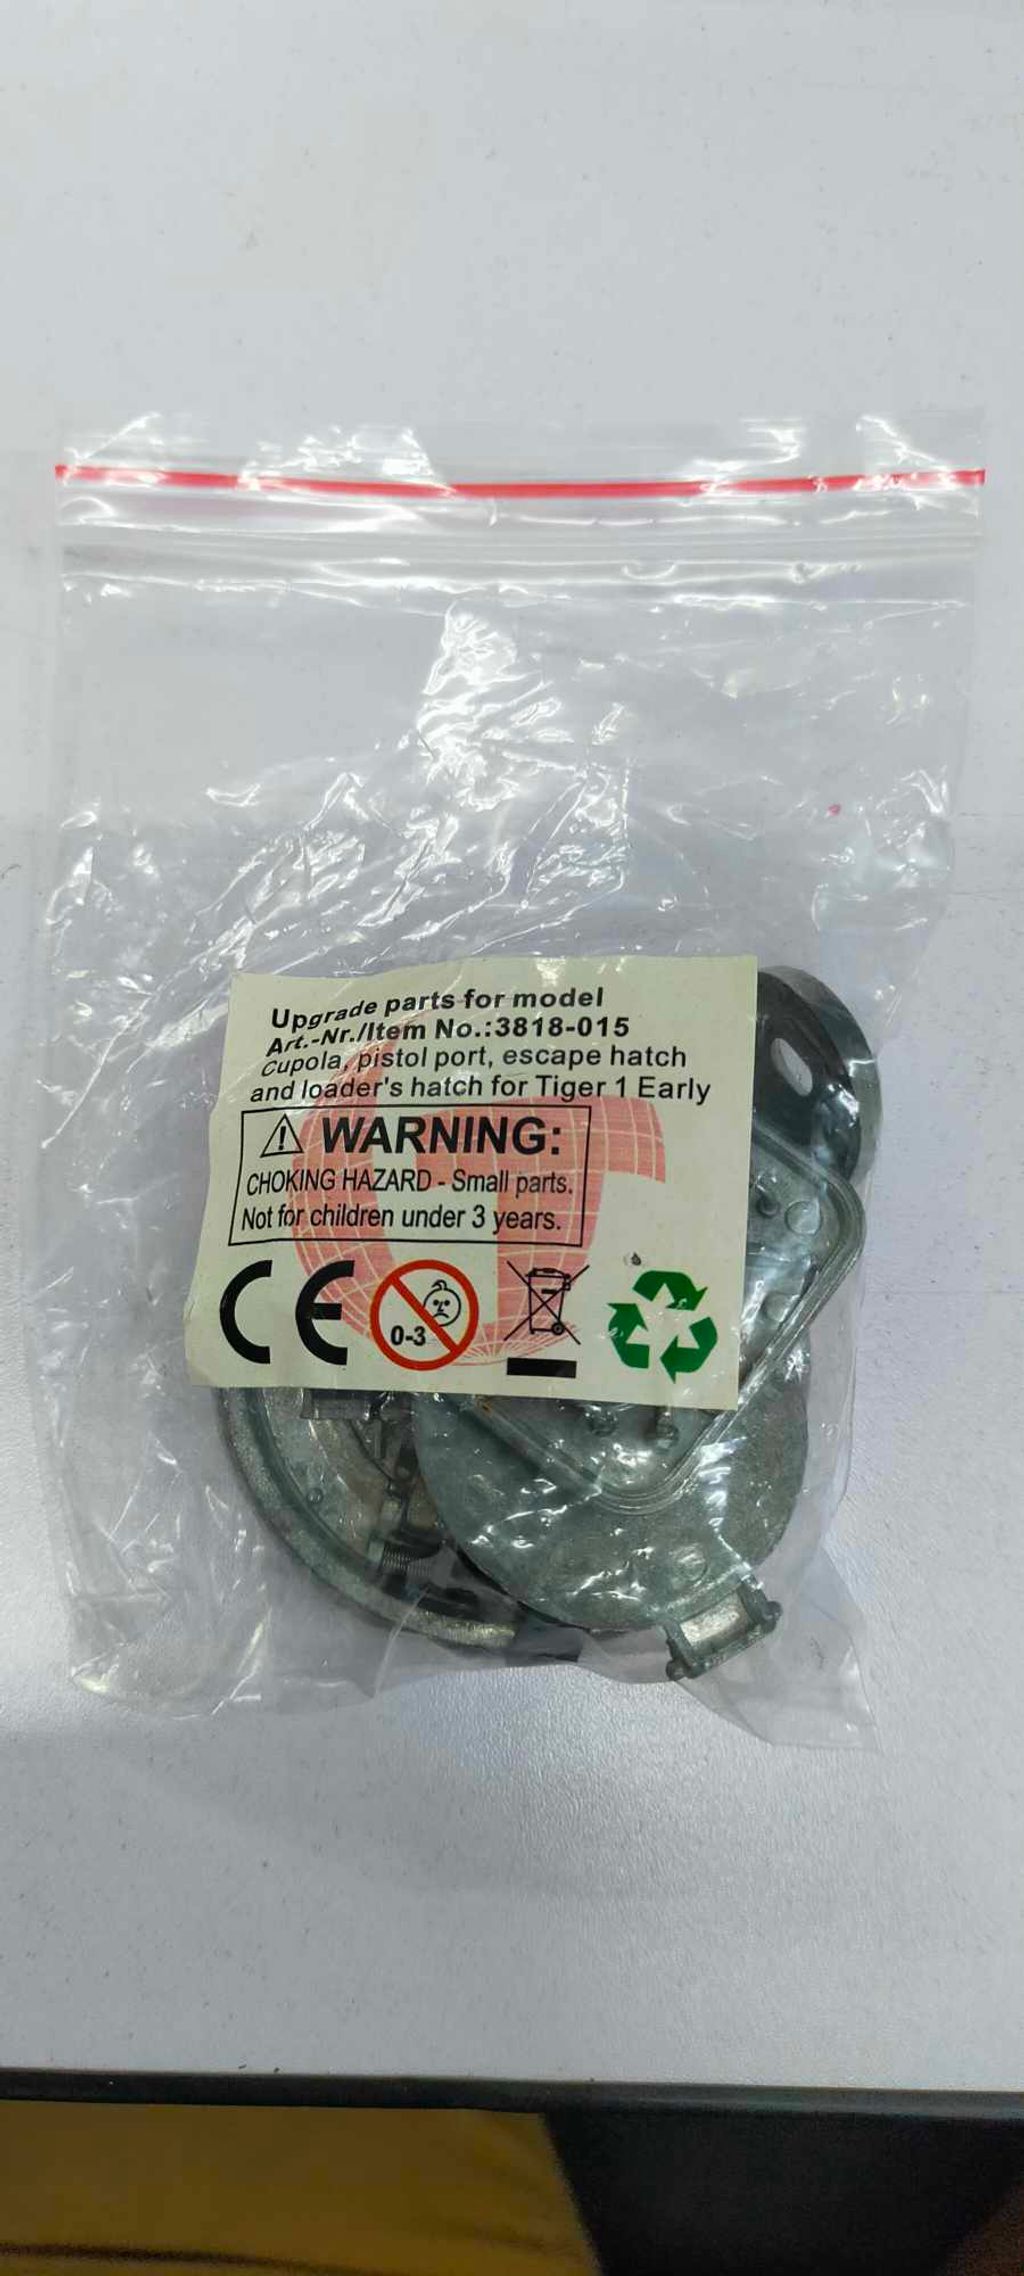 Upgrade parts for model
Art.-Nr./Item No.:3818-015
Cupola, pistol port, escape hatch
and loader's hatch for Tiger 1 Early
WARNING:
CHOKING HAZARD - Small parts.
Not for children under 3 years.
CE
0-3